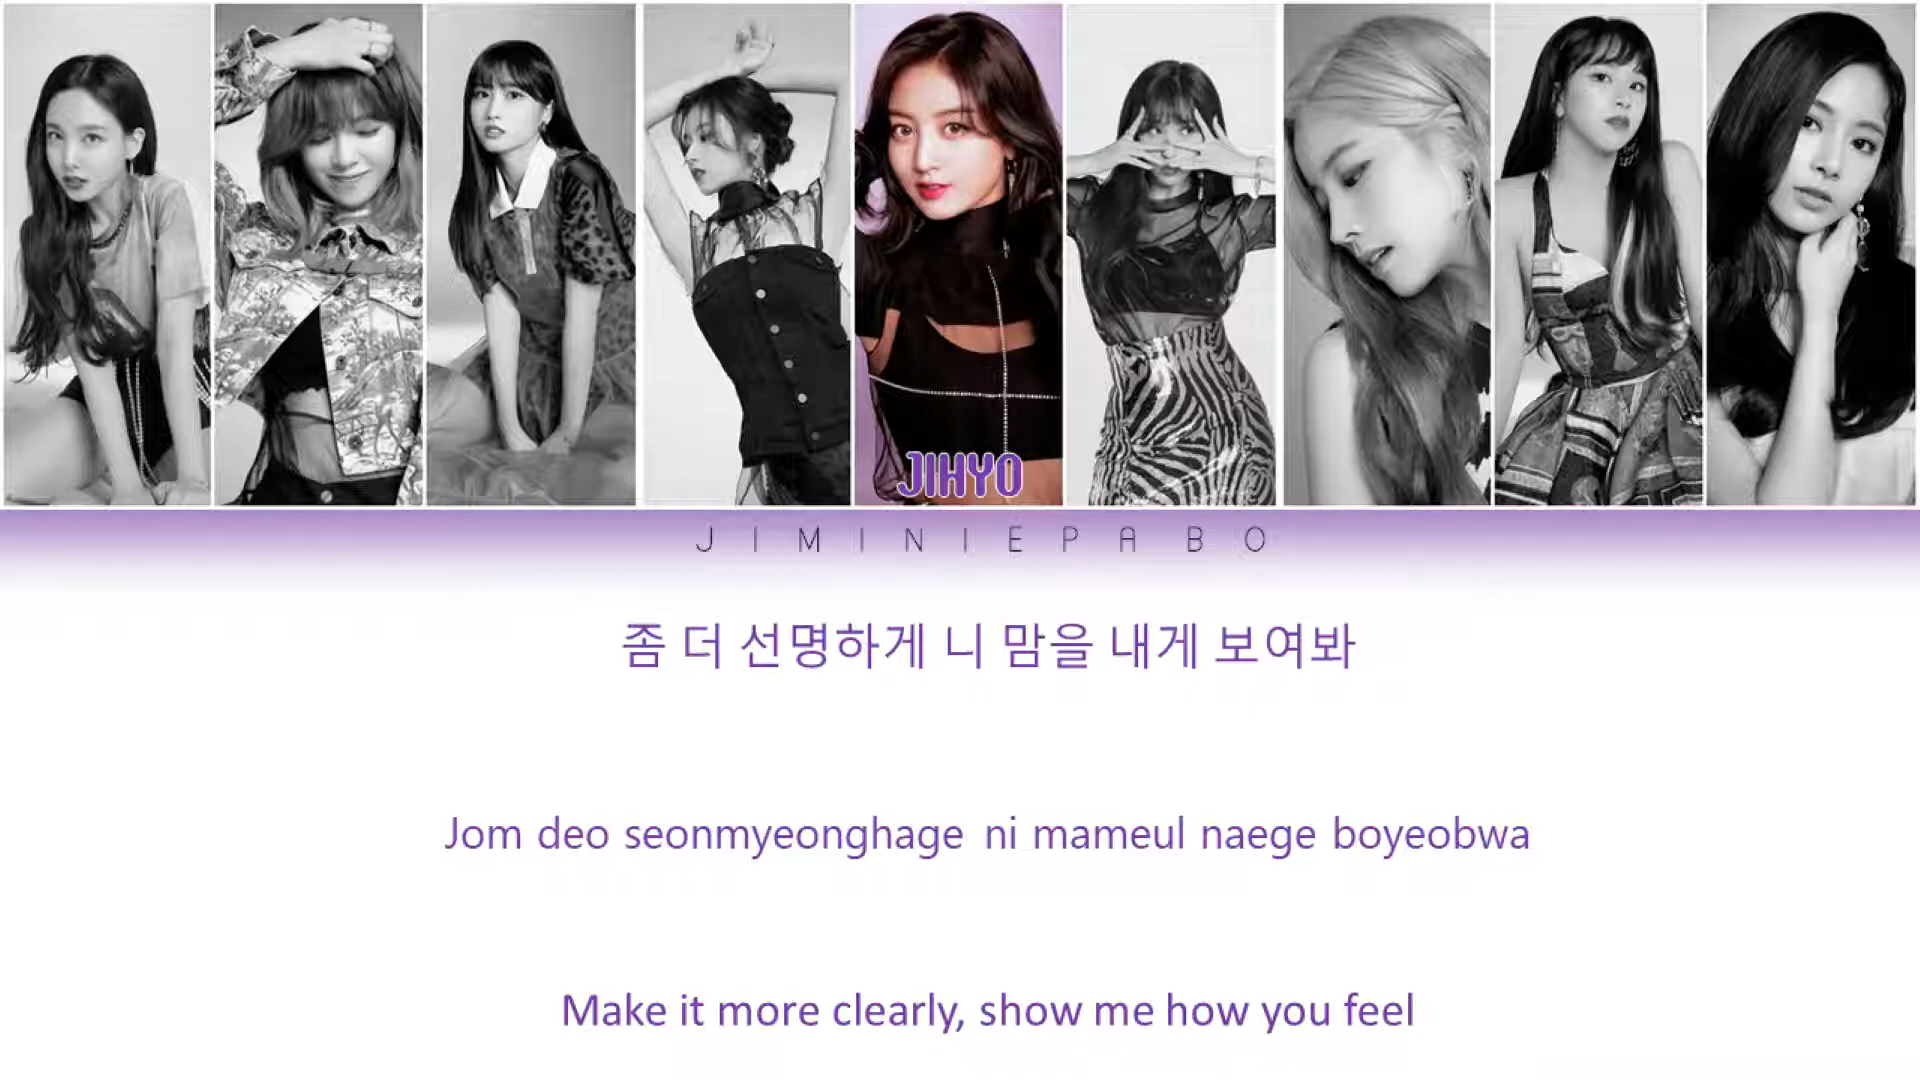 JIHYO
JIMINIEPABO
좀 더 선명하게 니 맘을 내게 보여봐
Jom deo seonmyeonghage ni mameul naege boyeobwa
Make it more clearly, show me how you feel